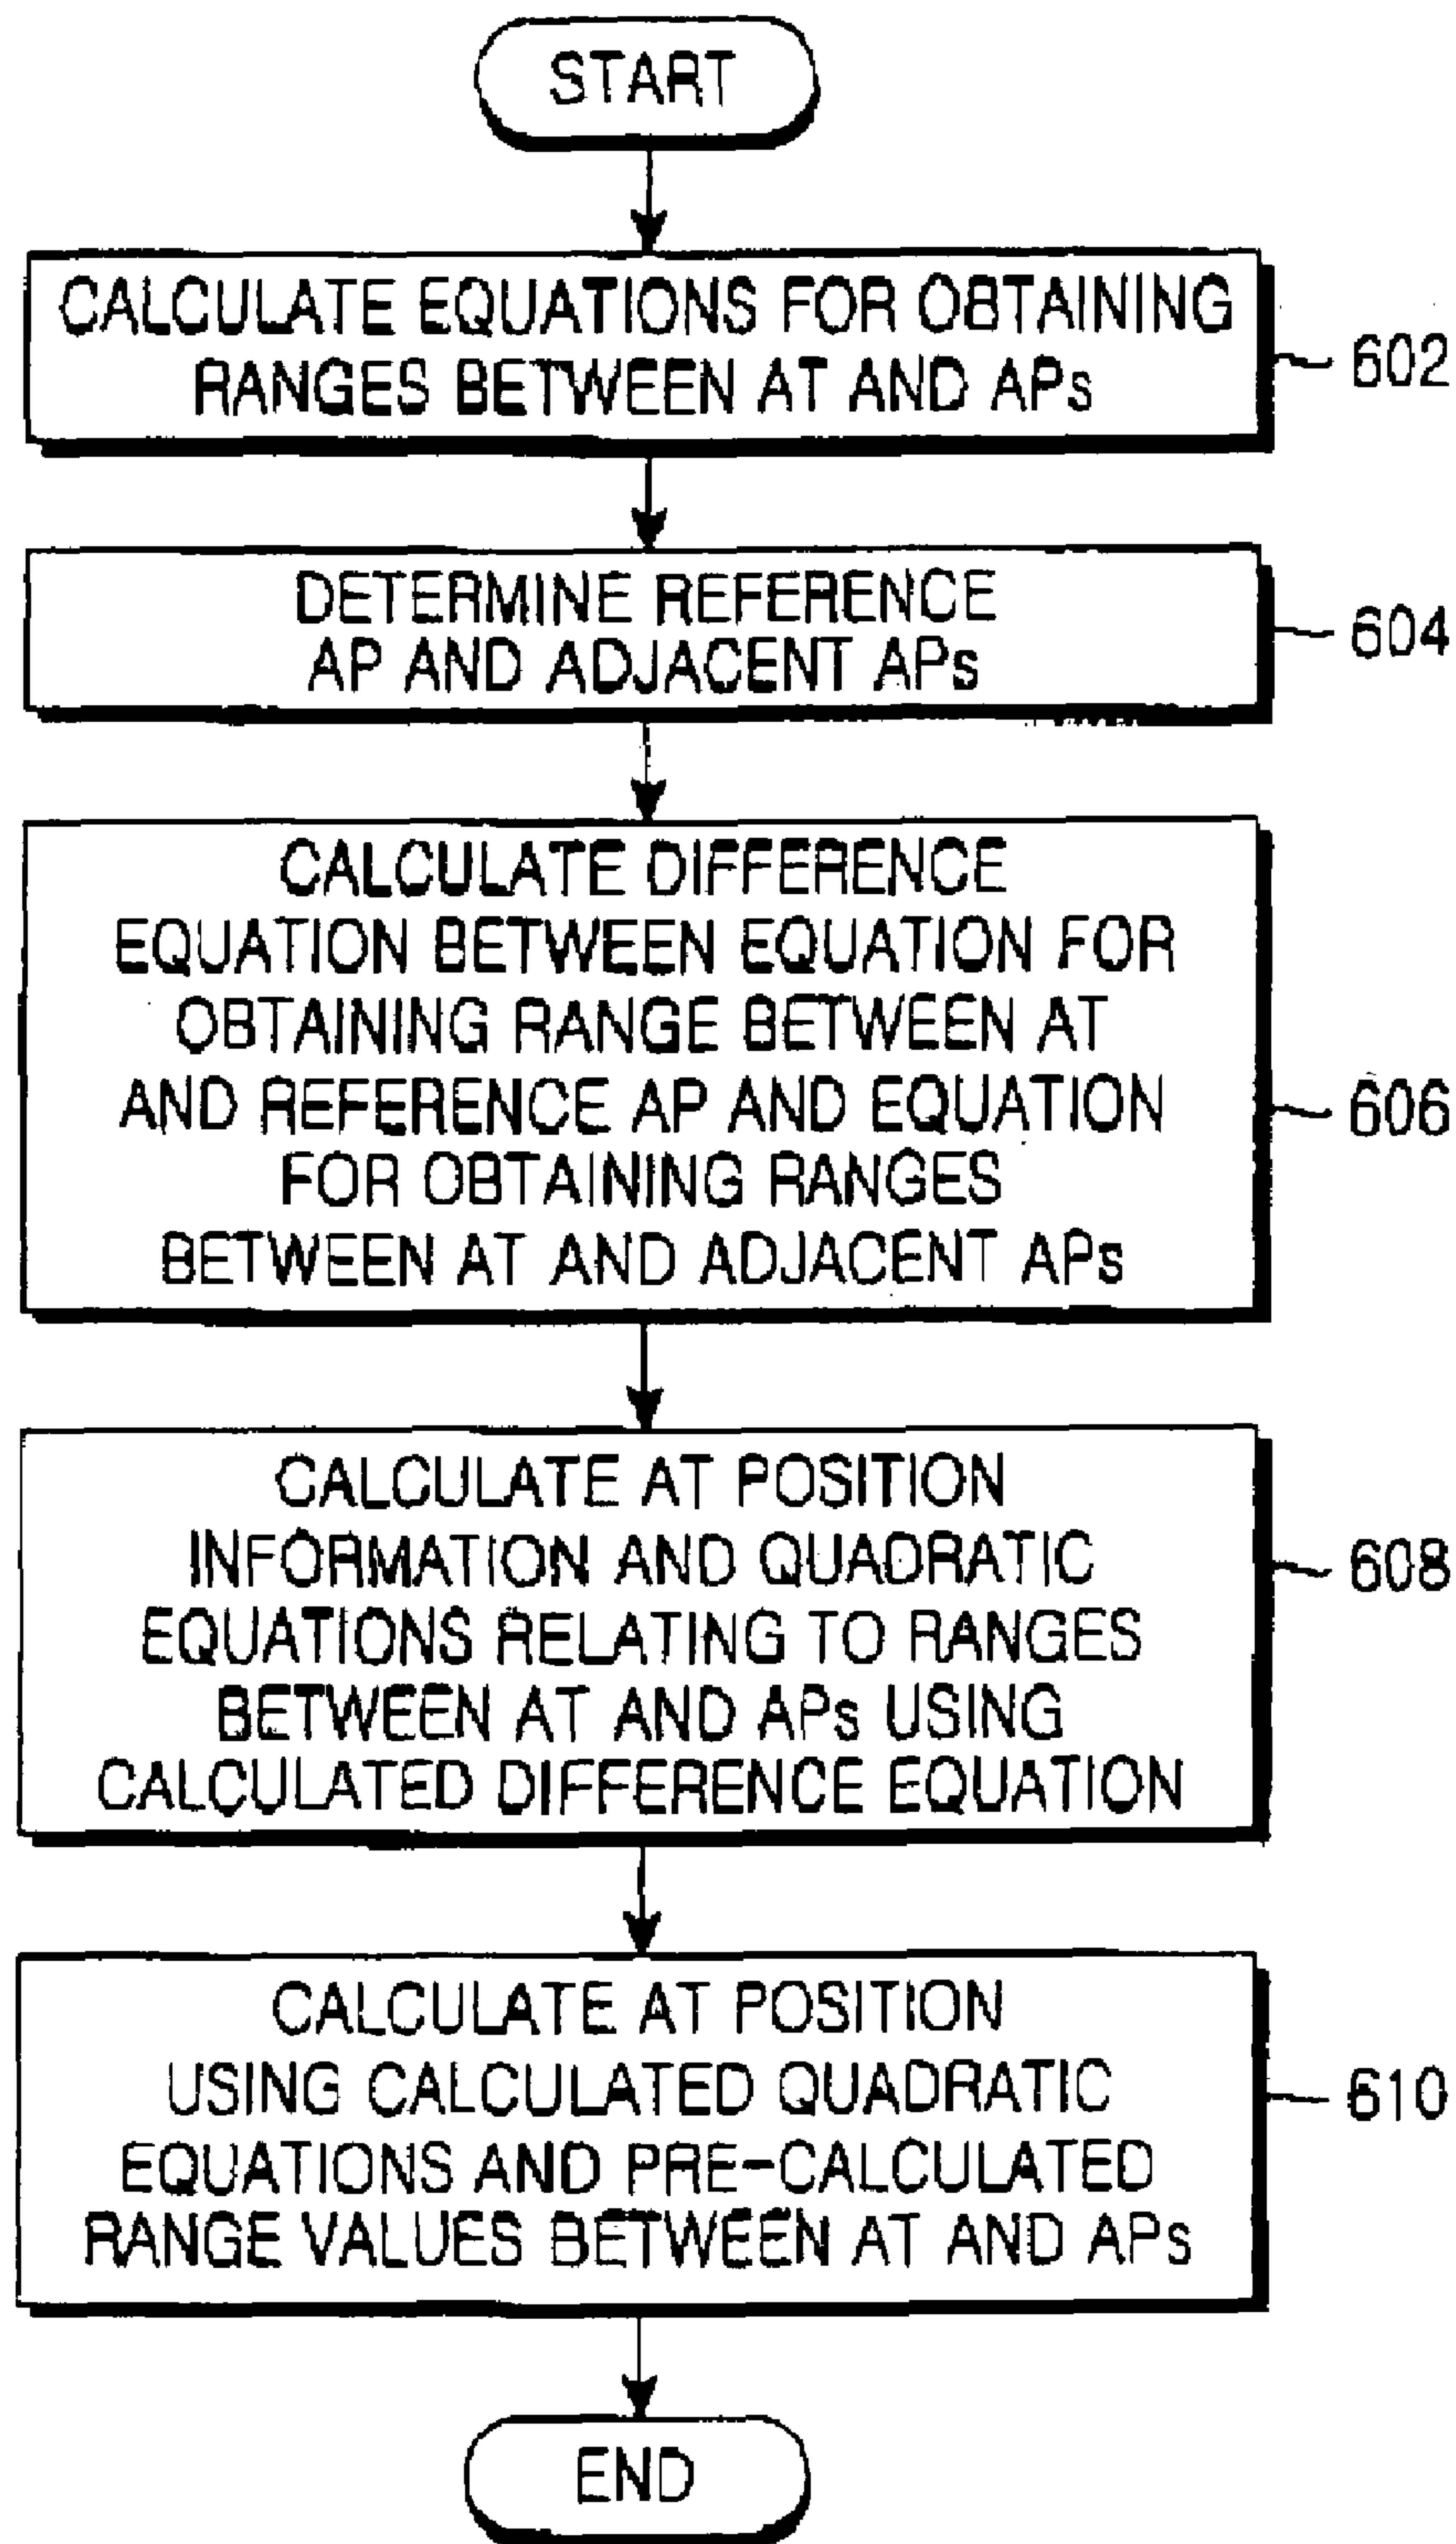 START
CALCULATE EQUATIONS FOR OBTAINING
RANGES BETWEEN AT AND APs
602
DETERMINE REFERENCE
AP AND ADJACENT APs
604
CALCULATE DIFFERENCE
EQUATION BETWEEN EQUATION FOR
OBTAINING RANGE BETWEEN AT
AND REFERENCE AP AND EQUATION
FOR OBTAINING RANGES
BETWEEN AT AND ADJACENT APs
606
CALCULATE AT POSITION
INFORMATION AND QUADRATIC
EQUATIONS RELATING TO RANGES
BETWEEN AT AND APs USING
CALCULATED DIFFERENCE EQUATION
608
CALCULATE AT POSITION
USING CALCULATED QUADRATIC
EQUATIONS AND PRE-CALCULATED
RANGE VALUES BETWEEN AT AND APs
610
END